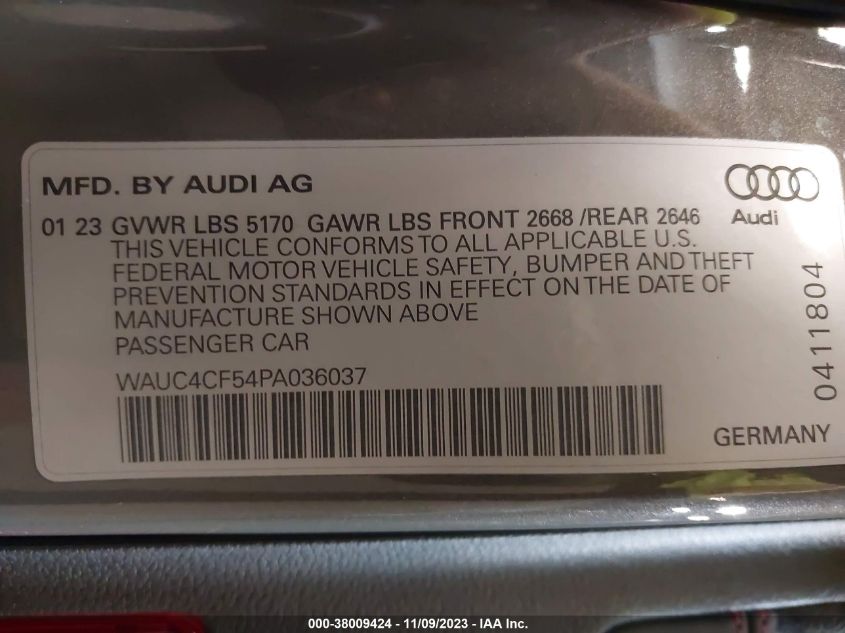 MFD. BY AUDI AG
Audi
01 23 GVWR LBS 5170 GAWR LBS FRONT 2668 /REAR 2646
THIS VEHICLE CONFORMS TO ALL APPLICABLE U.S.
FEDERAL MOTOR VEHICLE SAFETY, BUMPER AND THEFT
PREVENTION STANDARDS IN EFFECT ON THE DATE OF
MANUFACTURE SHOWN ABOVE
PASSENGER CAR
WAUC4CF54PA036037
0411804
GERMANY
000-38009424 - 11/09/2023 - IAA Inc.